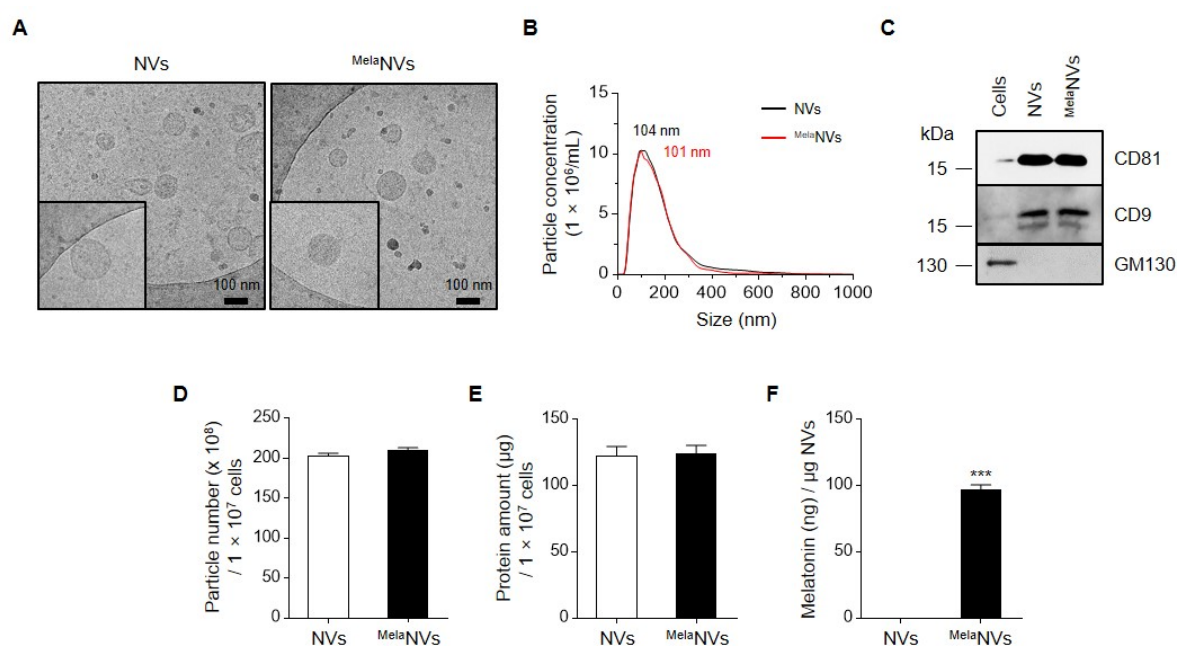 A
NVs
MelaNVs
100 nm
100 nm
B
Particle concentration
(1 × 10⁶/mL)
15
10
5
0
104 nm
101 nm
NVs
MelaNVs
0 200 400 600 800 1000
Size (nm)
C
Cells
NVs
MelaNVs
kDa
15
CD81
15
CD9
130
GM130
D
Particle number (x 10⁸)
/ 1 × 10⁷ cells
250
200
150
100
50
0
NVs MelaNVs
E
Protein amount (μg)
/ 1 × 10⁷ cells
150
100
50
0
NVs MelaNVs
F
Melatonin (ng) / μg NVs
150
100
50
0
***
NVs MelaNVs